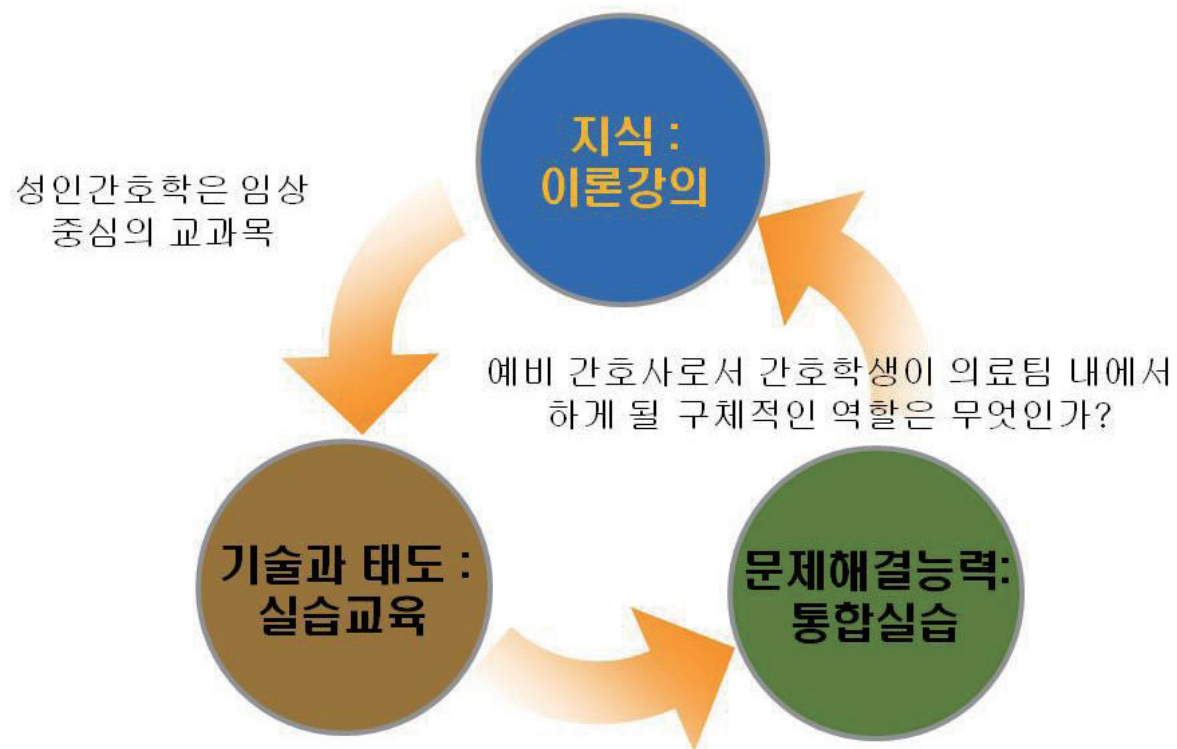 지식 :
이론강의
성인간호학은 임상
중심의 교과목
예비 간호사로서 간호학생이 의료팀 내에서
하게 될 구체적인 역할은 무엇인가?
기술과 태도 :
실습교육
문제해결능력:
통합실습